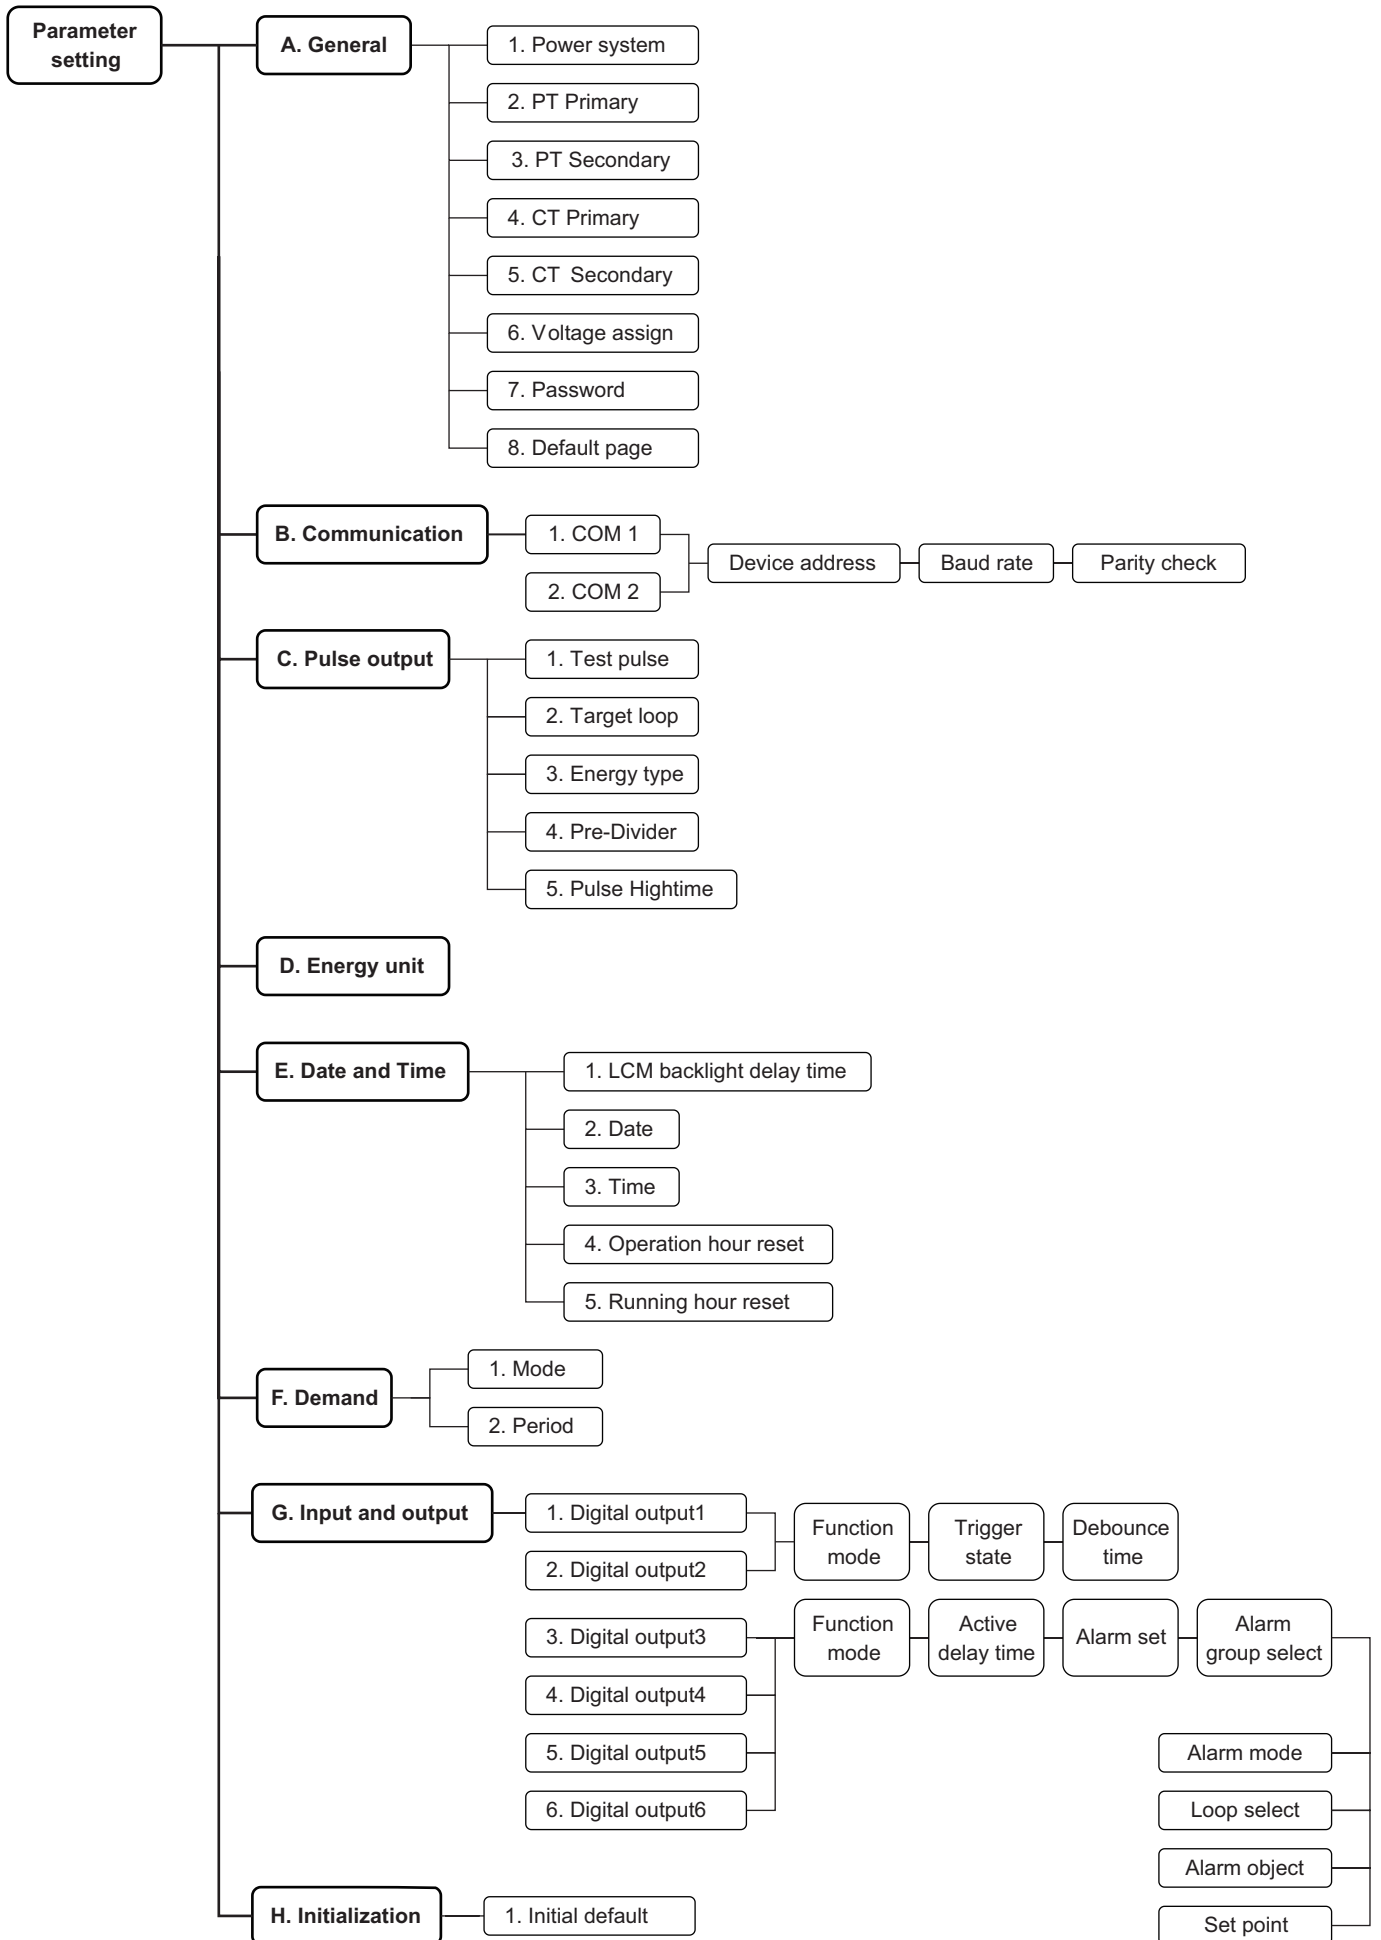 Parameter
setting
A. General
1. Power system
2. PT Primary
3. PT Secondary
4. CT Primary
5. CT Secondary
6. Voltage assign
7. Password
8. Default page
B. Communication
1. COM 1
2. COM 2
Device address
Baud rate
Parity check
C. Pulse output
1. Test pulse
2. Target loop
3. Energy type
4. Pre-Divider
5. Pulse Hightime
D. Energy unit
E. Date and Time
1. LCM backlight delay time
2. Date
3. Time
4. Operation hour reset
5. Running hour reset
F. Demand
1. Mode
2. Period
G. Input and output
1. Digital output1
2. Digital output2
Function
mode
Trigger
state
Debounce
time
3. Digital output3
4. Digital output4
5. Digital output5
6. Digital output6
Function
mode
Active
delay time
Alarm set
Alarm
group select
Alarm mode
Loop select
Alarm object
Set point
H. Initialization
1. Initial default